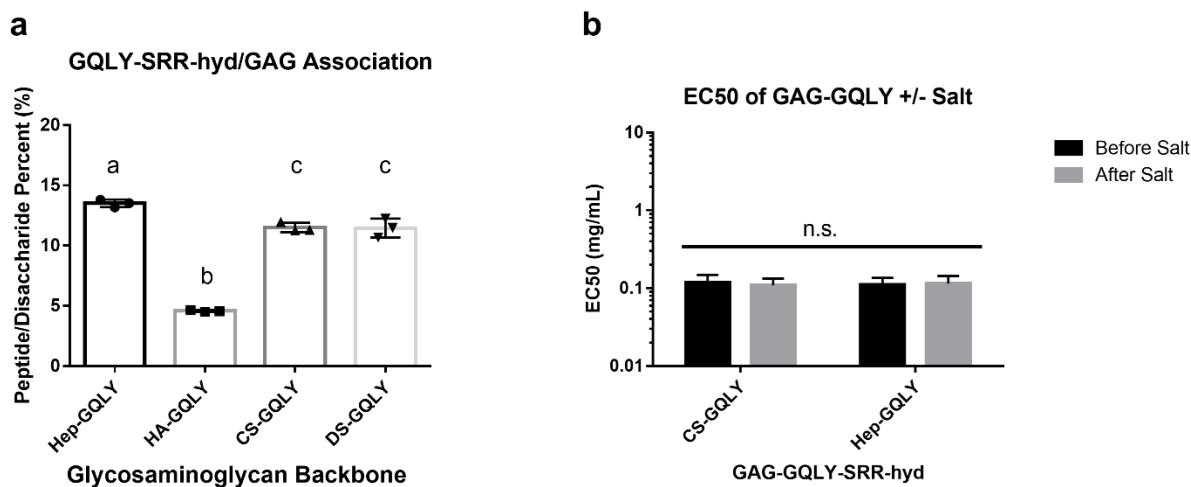 a
GQLY-SRR-hyd/GAG Association
Peptide/Disaccharide Percent (%)
20
15
10
5
0
a
b
c
c
Hep-GQLY
HA-GQLY
CS-GQLY
DS-GQLY
Glycosaminoglycan Backbone
b
EC50 of GAG-GQLY +/- Salt
EC50 (mg/mL)
10
1
0.1
0.01
n.s.
CS-GQLY
Hep-GQLY
GAG-GQLY-SRR-hyd
Before Salt
After Salt